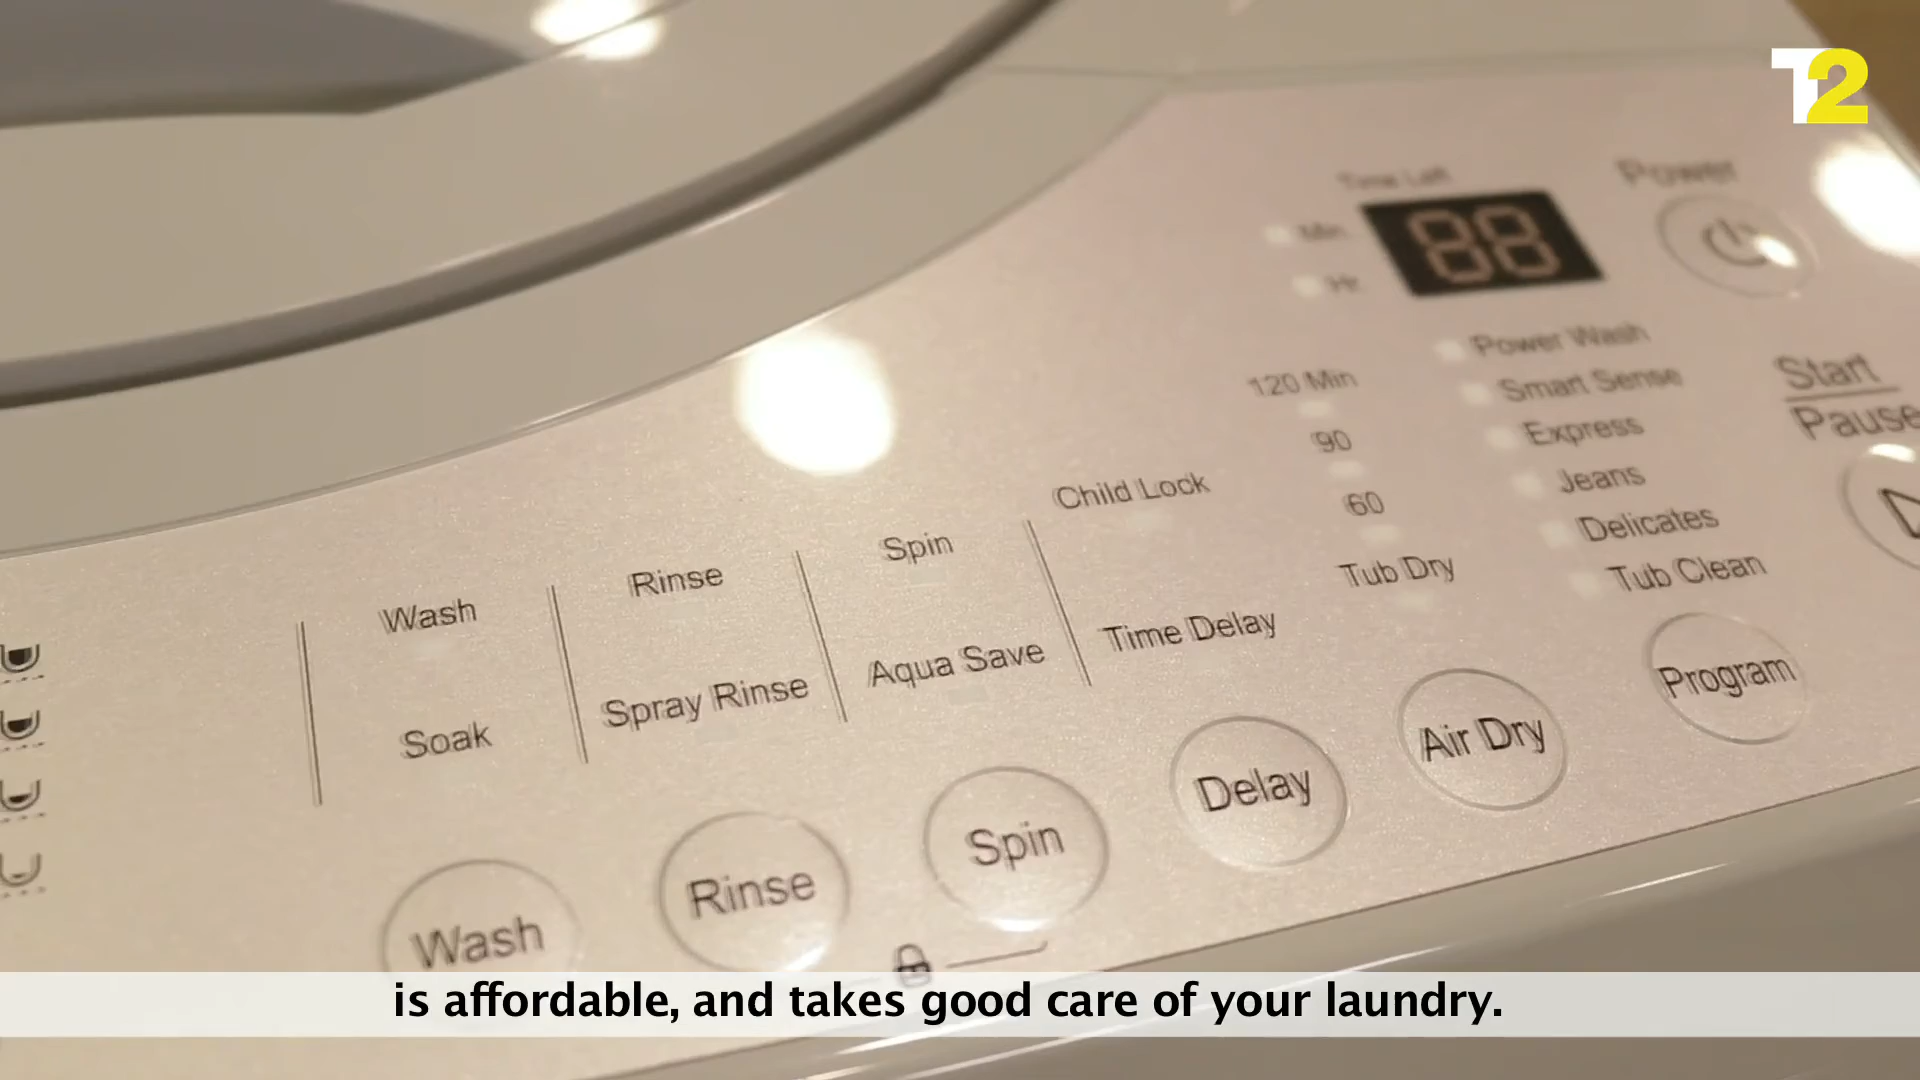 T2
Time Left
Power
Min
Hr
88
Power Wash
Smart Sense
Express
Jeans
Delicates
Tub Clean
Start
Pause
120 Min
90
60
Tub Dry
Child Lock
Time Delay
Spin
Aqua Save
Rinse
Spray Rinse
Wash
Soak
Program
Air Dry
Delay
Spin
Rinse
Wash
is affordable, and takes good care of your laundry.